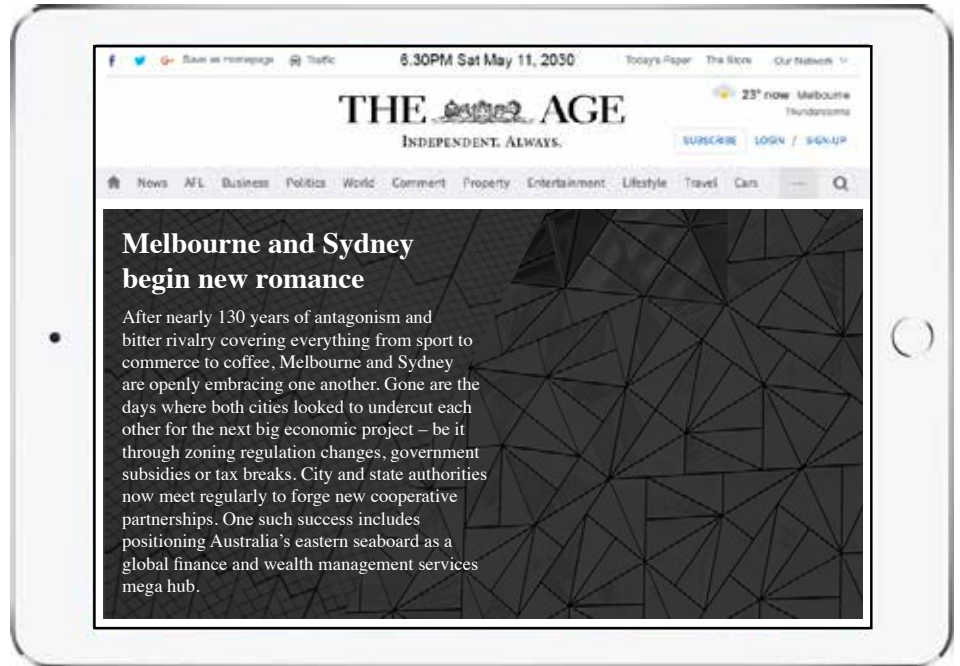 f Save as Homepage Traffic 6.30PM Sat May 11, 2030 Today's Paper The Store Our Network
THE AGE
INDEPENDENT. ALWAYS.
23° now Melbourne
Thunderstorms
SUBSCRIBE LOGIN / SIGN-UP
News AFL Business Politics World Comment Property Entertainment Lifestyle Travel Cars
Melbourne and Sydney
begin new romance
After nearly 130 years of antagonism and
bitter rivalry covering everything from sport to
commerce to coffee, Melbourne and Sydney
are openly embracing one another. Gone are the
days where both cities looked to undercut each
other for the next big economic project – be it
through zoning regulation changes, government
subsidies or tax breaks. City and state authorities
now meet regularly to forge new cooperative
partnerships. One such success includes
positioning Australia’s eastern seaboard as a
global finance and wealth management services
mega hub.